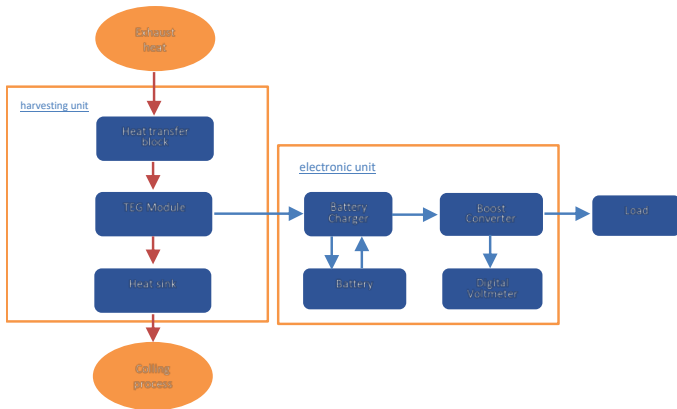 Exhaust
heat
harvesting unit
Heat transfer
block
TEG Module
Heat sink
electronic unit
Battery
Charger
Boost
Converter
Load
Battery
Digital
Voltmeter
Colling
process